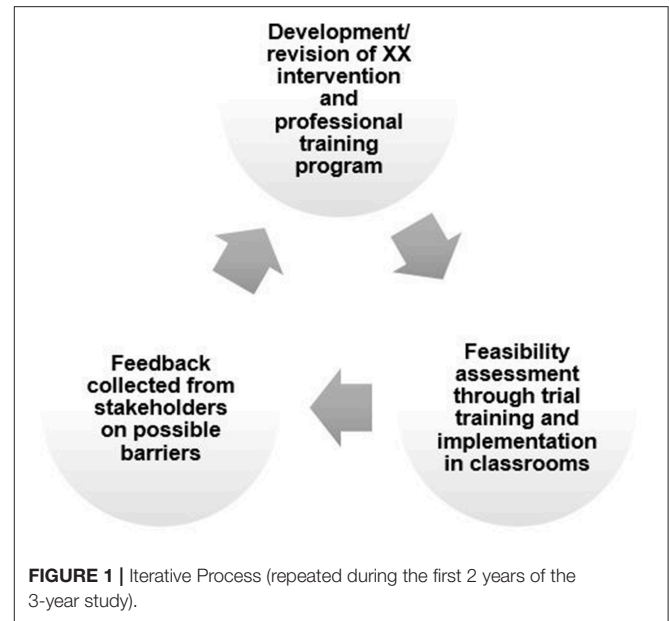 Development/
revision of XX
intervention
and
professional
training
program
Feasibility
assessment
through trial
training and
implementation
in classrooms
Feedback
collected from
stakeholders
on possible
barriers
FIGURE 1 | Iterative Process (repeated during the first 2 years of the
3-year study).